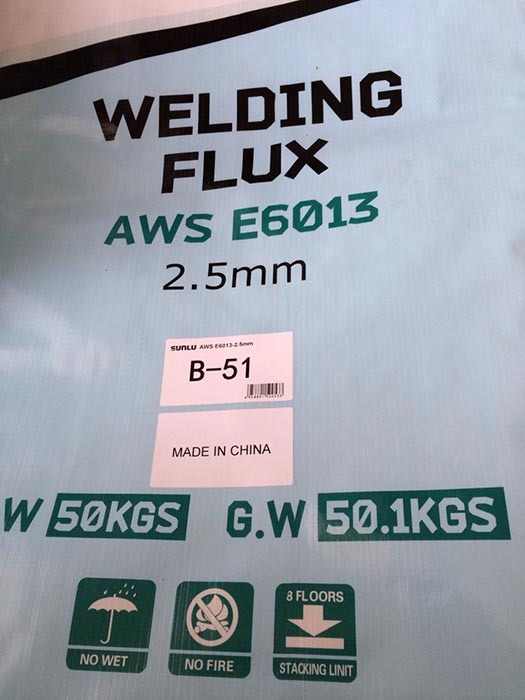 WELDING
FLUX
AWS E6013
2.5mm
SUNLU AWS E6013-2.5mm
B-51
MADE IN CHINA
W 50KGS G.W 50.1KGS
NO WET
NO FIRE
8 FLOORS
STACKING LINIT